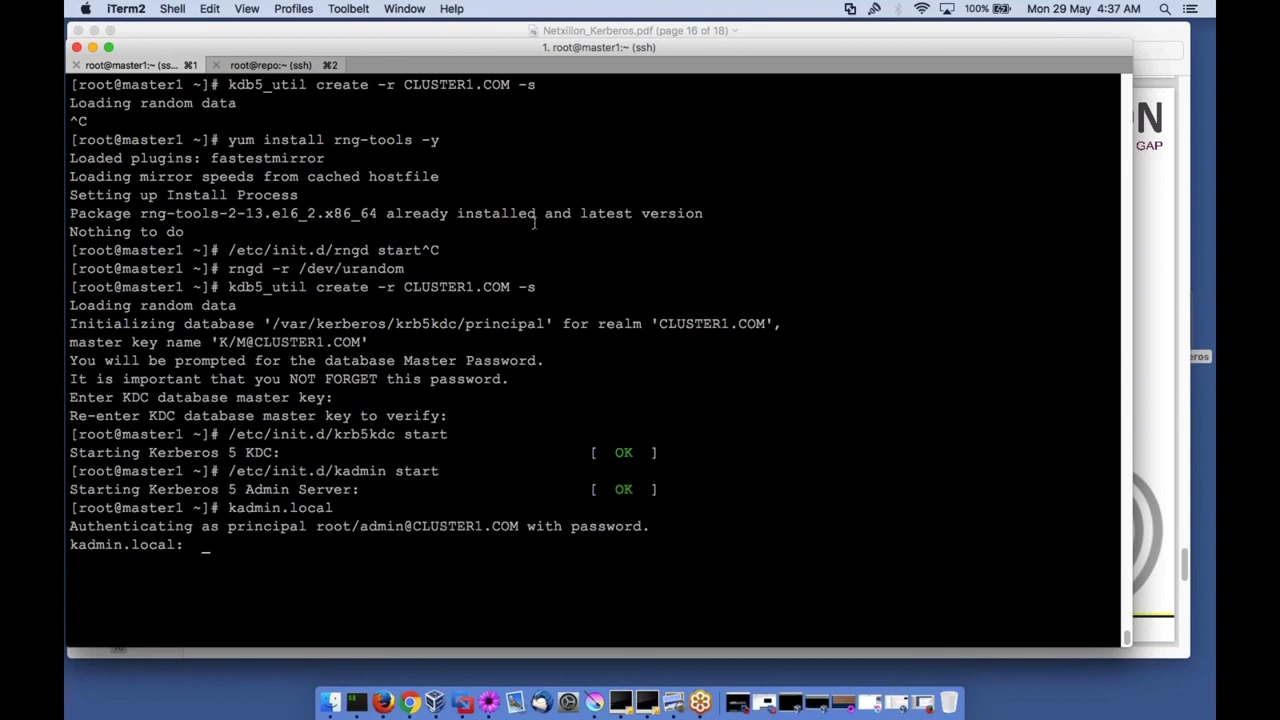 iTerm2 Shell Edit View Profiles Toolbelt Window Help 100% Mon 29 May 4:37 AM
Netxillon_Kerberos.pdf (page 16 of 18)
1. root@master1:~ (ssh)
root@master1:~ (ss... ⌘1 root@repo:~ (ssh) ⌘2
[root@master1 ~]# kdb5_util create -r CLUSTER1.COM -s
Loading random data
^C
[root@master1 ~]# yum install rng-tools -y
Loaded plugins: fastestmirror
Loading mirror speeds from cached hostfile
Setting up Install Process
Package rng-tools-2-13.el6_2.x86_64 already installed and latest version
Nothing to do
[root@master1 ~]# /etc/init.d/rngd start^C
[root@master1 ~]# rngd -r /dev/urandom
[root@master1 ~]# kdb5_util create -r CLUSTER1.COM -s
Loading random data
Initializing database '/var/kerberos/krb5kdc/principal' for realm 'CLUSTER1.COM',
master key name 'K/M@CLUSTER1.COM'
You will be prompted for the database Master Password.
It is important that you NOT FORGET this password.
Enter KDC database master key:
Re-enter KDC database master key to verify:
[root@master1 ~]# /etc/init.d/krb5kdc start
Starting Kerberos 5 KDC: [ OK ]
[root@master1 ~]# /etc/init.d/kadmin start
Starting Kerberos 5 Admin Server: [ OK ]
[root@master1 ~]# kadmin.local
Authenticating as principal root/admin@CLUSTER1.COM with password.
kadmin.local: _
ON
GAP
eros